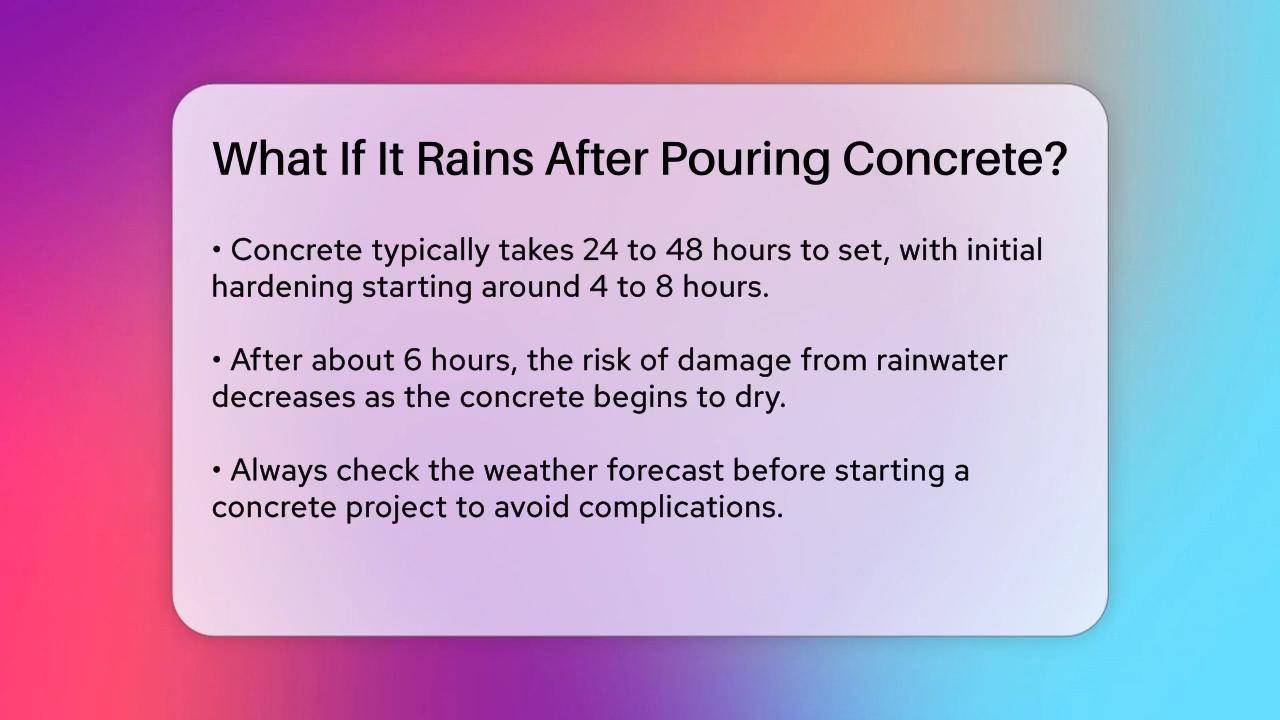 What If It Rains After Pouring Concrete?
• Concrete typically takes 24 to 48 hours to set, with initial
hardening starting around 4 to 8 hours.
• After about 6 hours, the risk of damage from rainwater
decreases as the concrete begins to dry.
• Always check the weather forecast before starting a
concrete project to avoid complications.